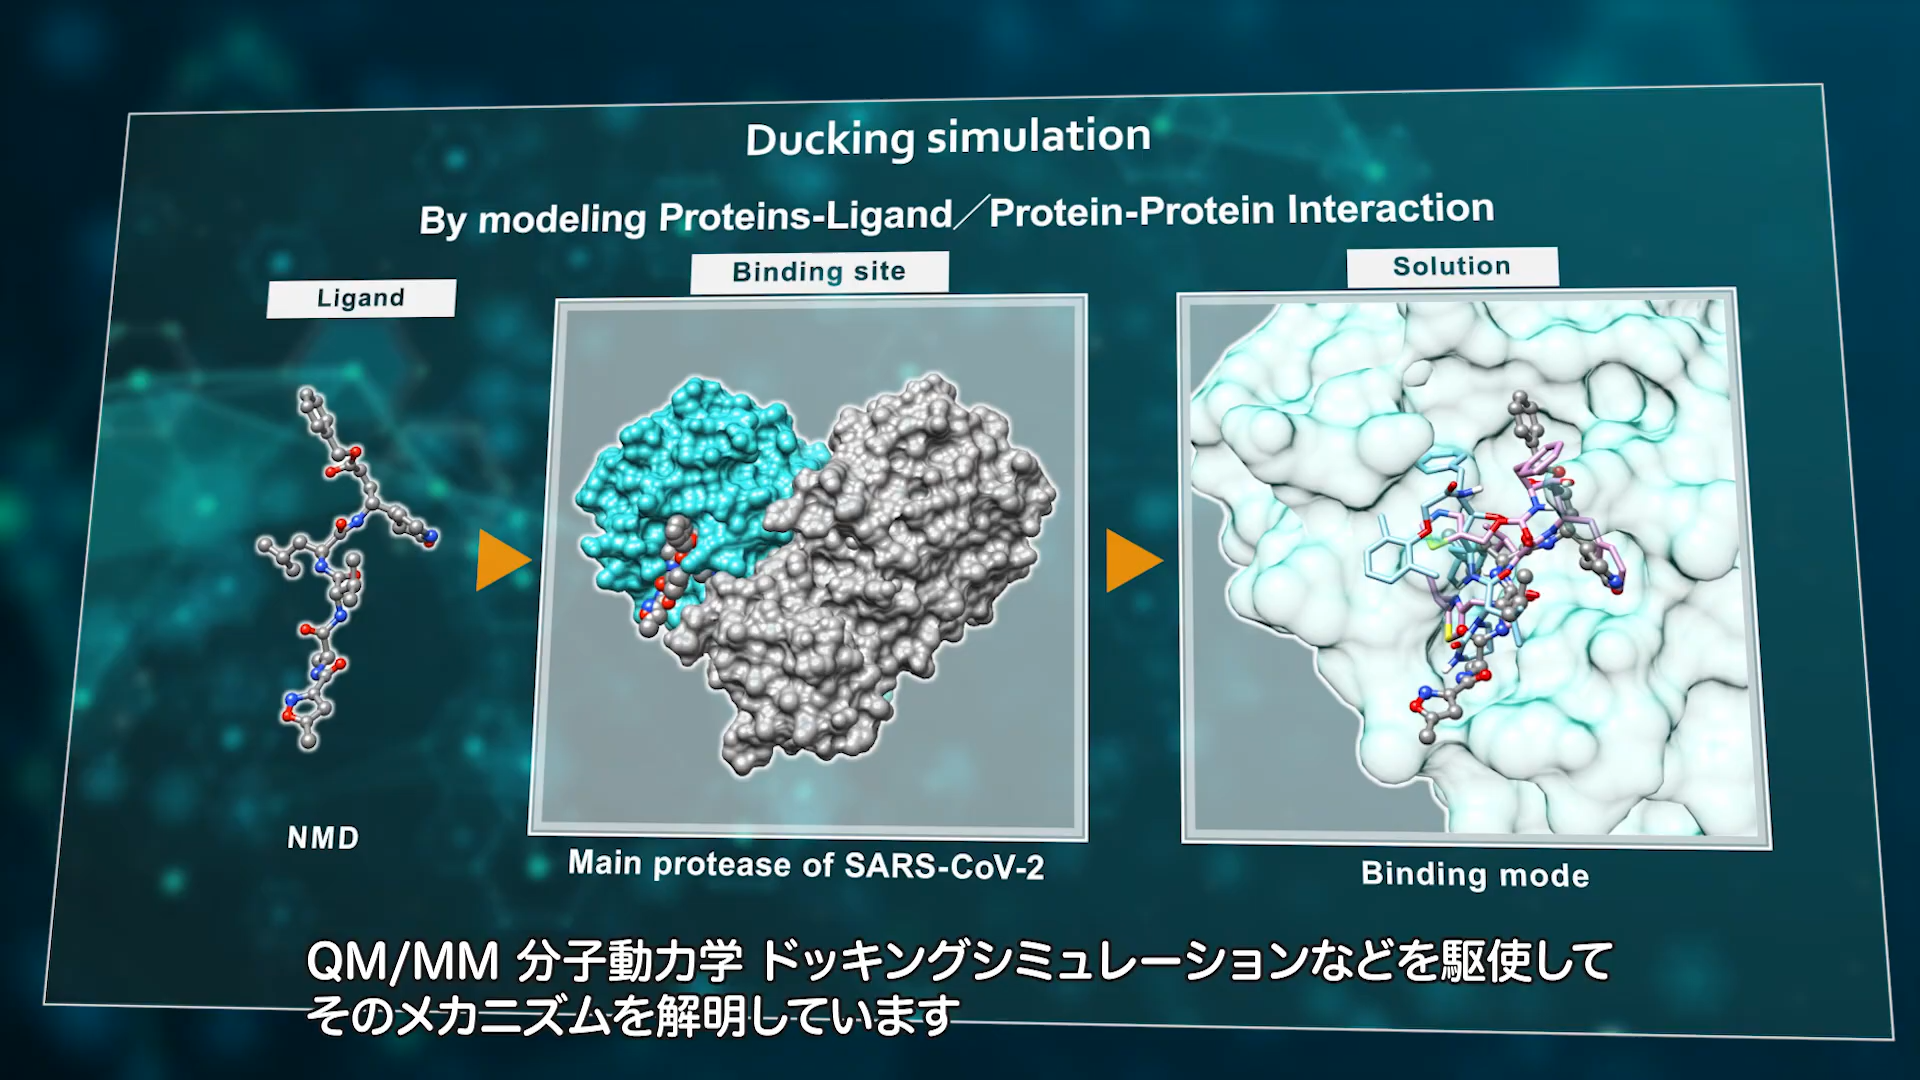 Ducking simulation
By modeling Proteins-Ligand／Protein-Protein Interaction
Ligand
Binding site
Solution
NMD
Main protease of SARS-CoV-2
Binding mode
QM/MM 分子動力学 ドッキングシミュレーションなどを駆使して
そのメカニズムを解明しています